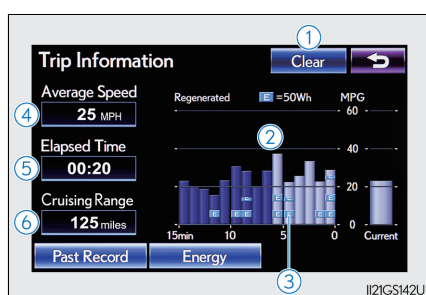 1
Trip Information
Clear
Average Speed
4
25 MPH
Regenerated
E =50Wh
MPG
60
2
40
Elapsed Time
5
00:20
20
Cruising Range
6
125 miles
E
0
15min 10 5 0 Current
Past Record
Energy
3
II21GS142U